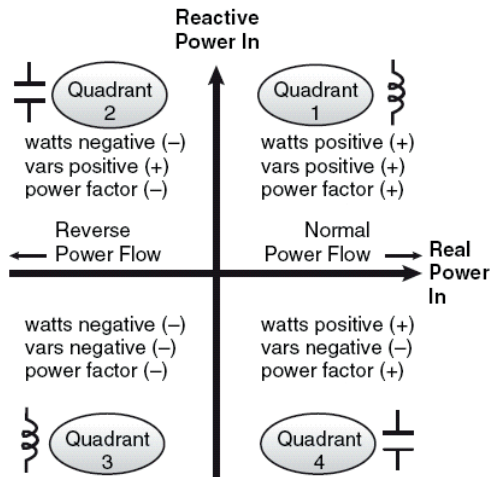 Reactive
Power In
Quadrant
2
Quadrant
1
watts negative (–)
vars positive (+)
power factor (–)
watts positive (+)
vars positive (+)
power factor (+)
Reverse
Power Flow
Normal
Power Flow
Real
Power
In
watts negative (–)
vars negative (–)
power factor (–)
watts positive (+)
vars negative (–)
power factor (+)
Quadrant
3
Quadrant
4